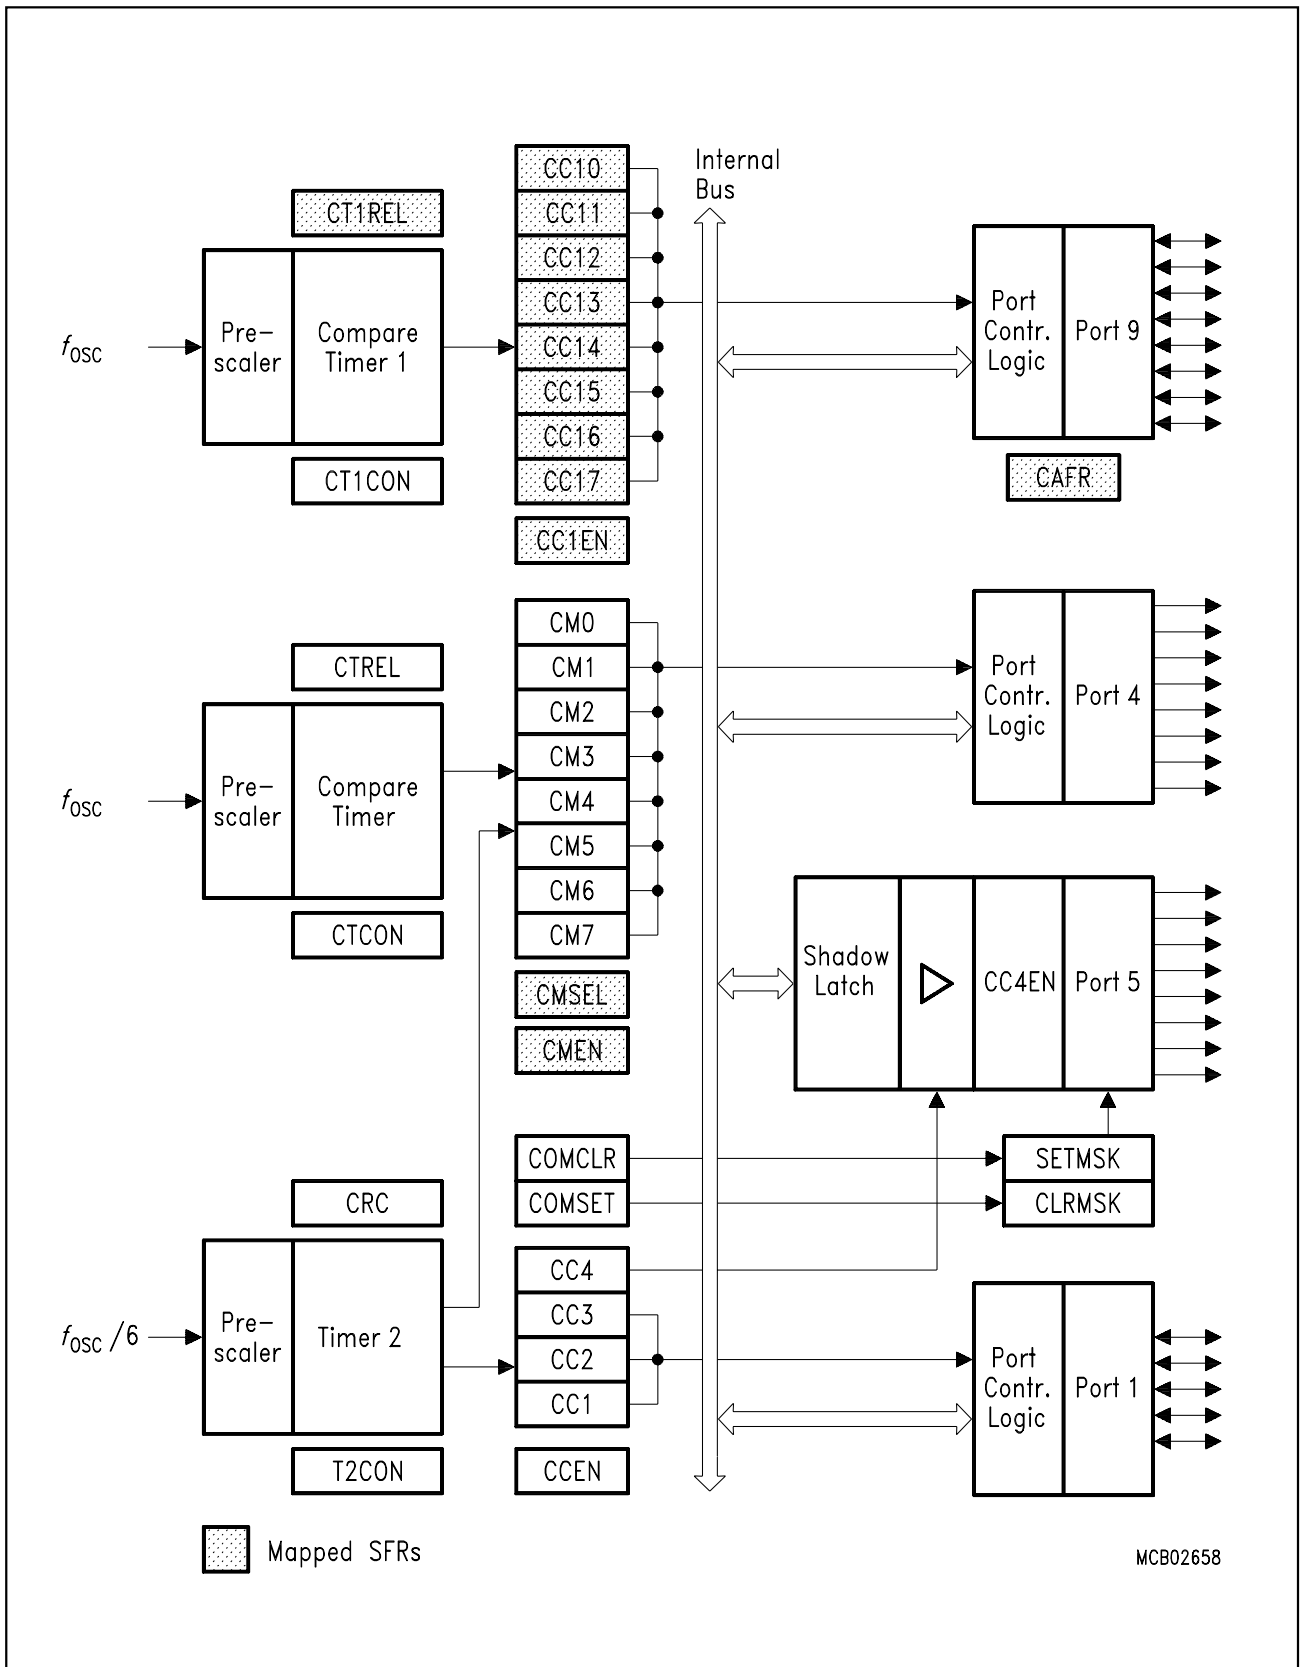 Internal
Bus
CC10
CT1REL
CC11
CC12
CC13
CC14
CC15
CC16
CC17
fOSC
Pre-
scaler
Compare
Timer 1
CT1CON
CC1EN
Port
Contr.
Logic
Port 9
CAFR
CM0
CTREL
CM1
CM2
CM3
CM4
CM5
CM6
CM7
fOSC
Pre-
scaler
Compare
Timer
CTCON
CMSEL
CMEN
Port
Contr.
Logic
Port 4
Shadow
Latch
CC4EN
Port 5
COMCLR
COMSET
SETMSK
CLRMSK
CRC
CC4
CC3
CC2
CC1
fOSC /6
Pre-
scaler
Timer 2
T2CON
CCEN
Port
Contr.
Logic
Port 1
Mapped SFRs
MCB02658